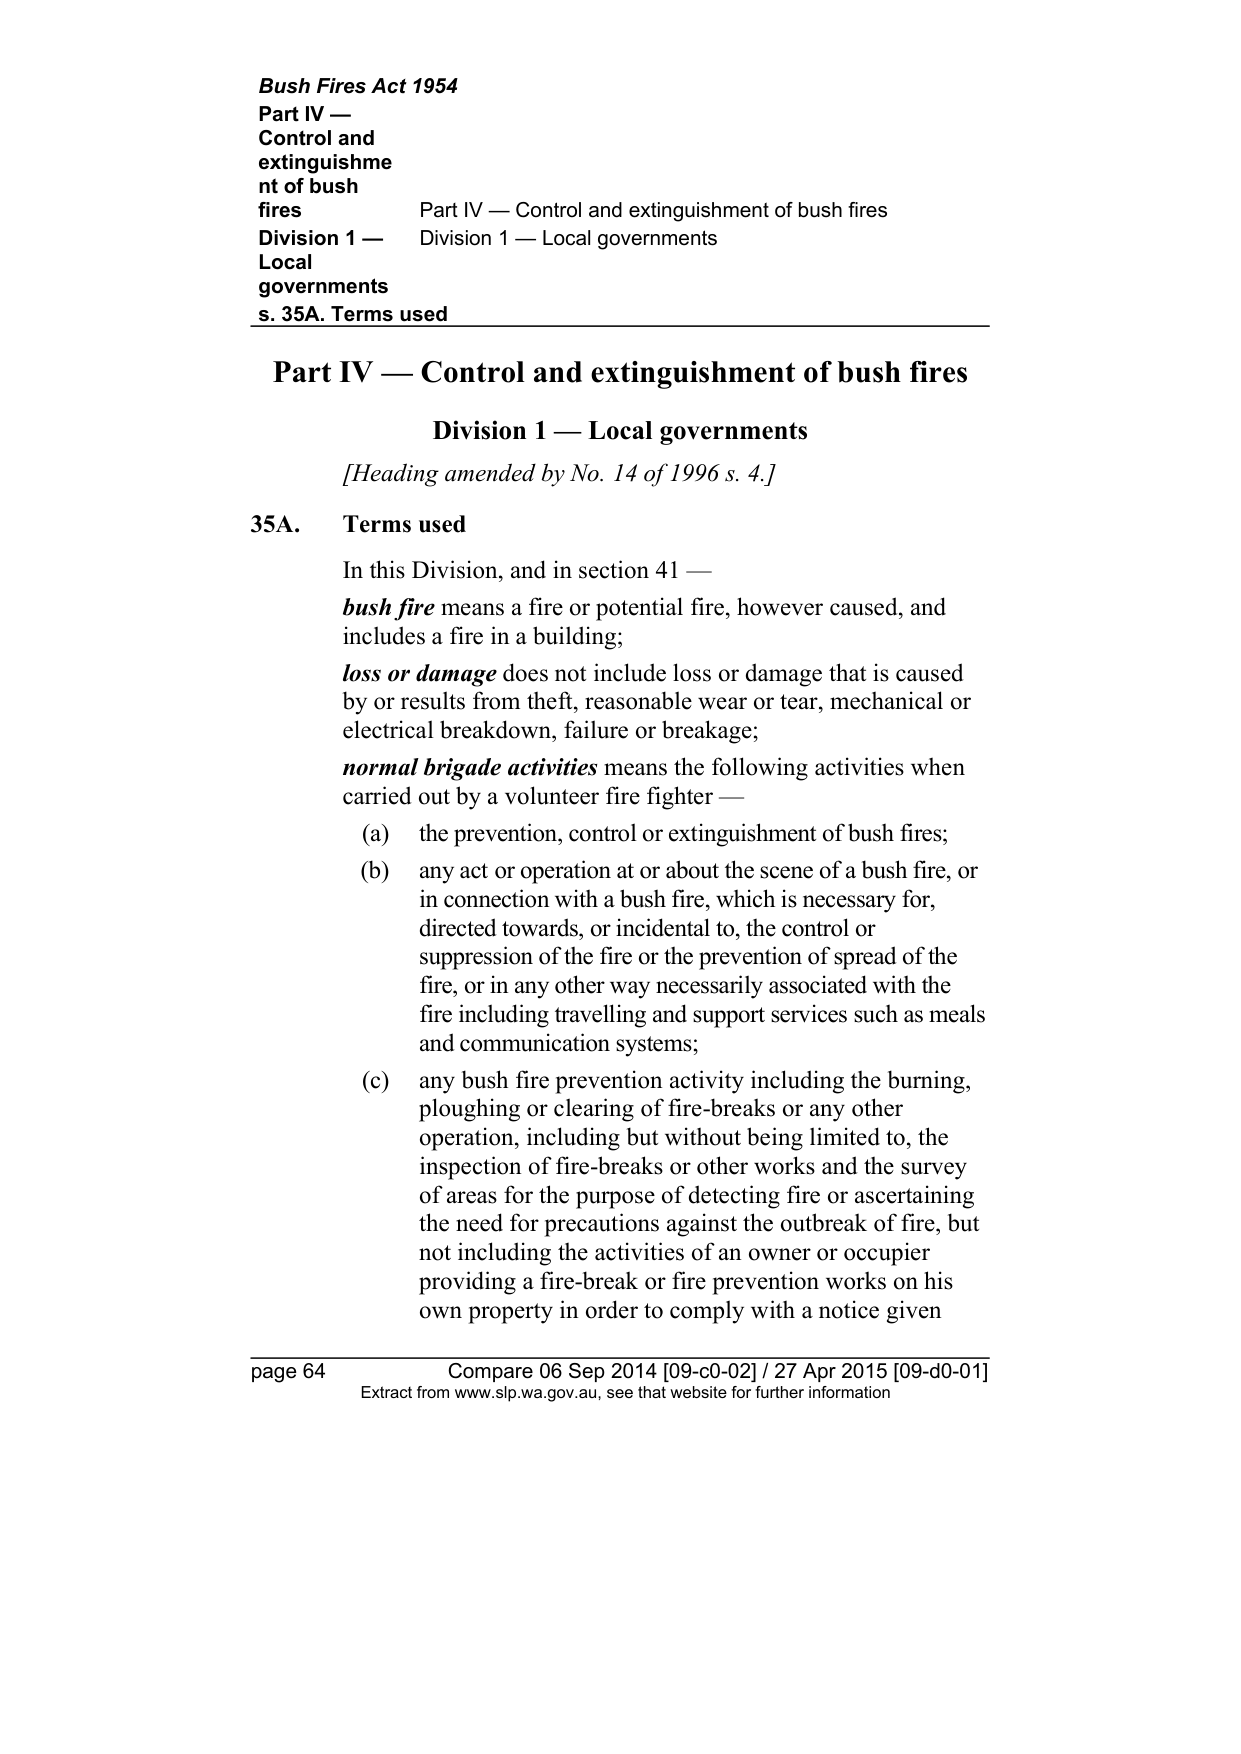 Bush Fires Act 1954
Part IV —
Control and
extinguishme
nt of bush
fires
Part IV — Control and extinguishment of bush fires
Division 1 —
Local
governments
Division 1 — Local governments
s. 35A. Terms used
Part IV — Control and extinguishment of bush fires
Division 1 — Local governments
[Heading amended by No. 14 of 1996 s. 4.]
35A. Terms used
In this Division, and in section 41 —
bush fire means a fire or potential fire, however caused, and
includes a fire in a building;
loss or damage does not include loss or damage that is caused
by or results from theft, reasonable wear or tear, mechanical or
electrical breakdown, failure or breakage;
normal brigade activities means the following activities when
carried out by a volunteer fire fighter —
(a) the prevention, control or extinguishment of bush fires;
(b) any act or operation at or about the scene of a bush fire, or
in connection with a bush fire, which is necessary for,
directed towards, or incidental to, the control or
suppression of the fire or the prevention of spread of the
fire, or in any other way necessarily associated with the
fire including travelling and support services such as meals
and communication systems;
(c) any bush fire prevention activity including the burning,
ploughing or clearing of fire-breaks or any other
operation, including but without being limited to, the
inspection of fire-breaks or other works and the survey
of areas for the purpose of detecting fire or ascertaining
the need for precautions against the outbreak of fire, but
not including the activities of an owner or occupier
providing a fire-break or fire prevention works on his
own property in order to comply with a notice given
page 64 Compare 06 Sep 2014 [09-c0-02] / 27 Apr 2015 [09-d0-01]
Extract from www.slp.wa.gov.au, see that website for further information